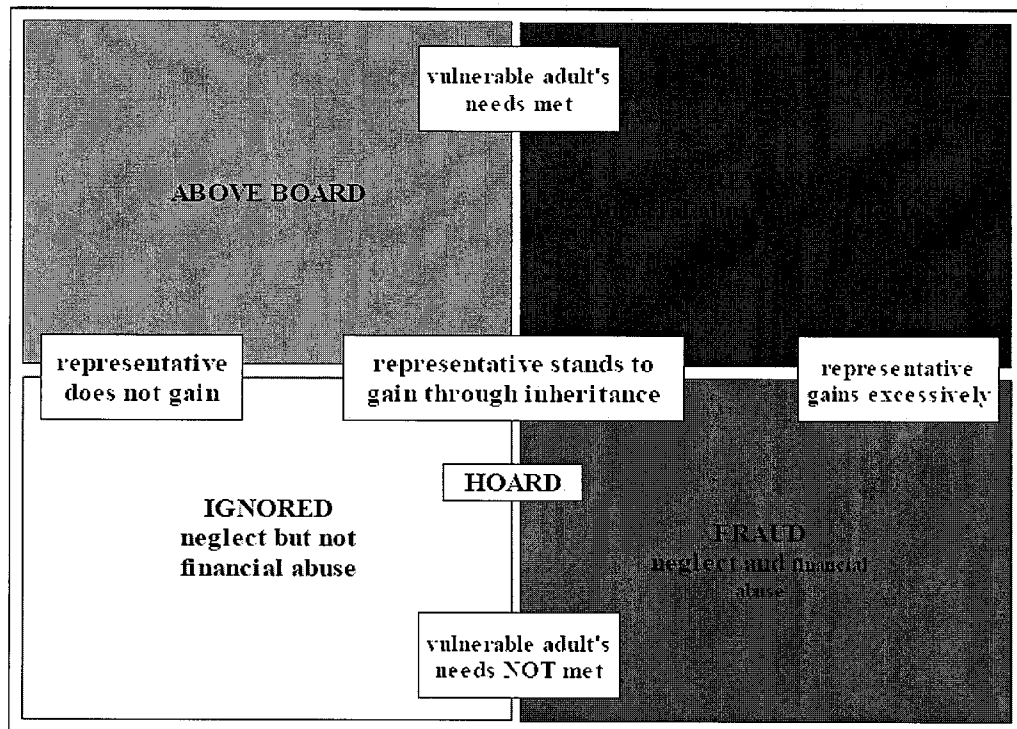 vulnerable adult's
needs met
ABOVE BOARD
representative
does not gain
representative stands to
gain through inheritance
representative
gains excessively
HOARD
IGNORED
neglect but not
financial abuse
FRAUD
neglect and financial
abuse
vulnerable adult's
needs NOT met